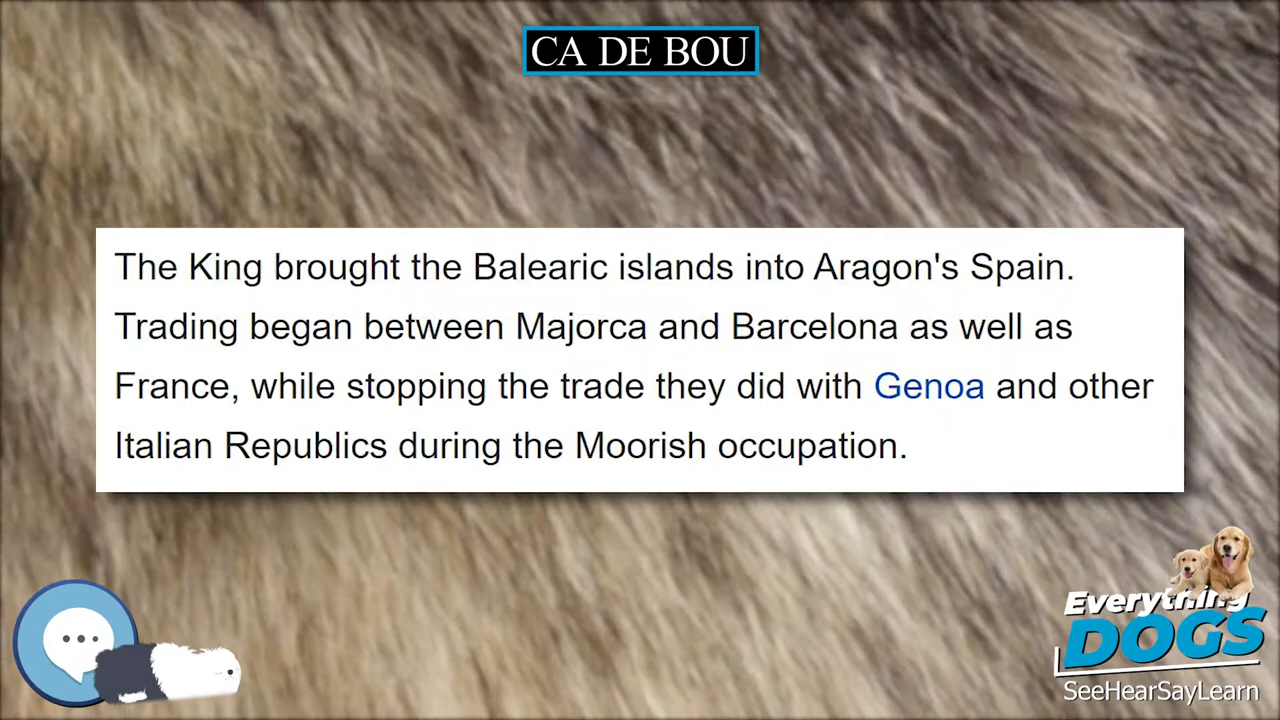 CA DE BOU
The King brought the Balearic islands into Aragon's Spain.
Trading began between Majorca and Barcelona as well as
France, while stopping the trade they did with Genoa and other
Italian Republics during the Moorish occupation.
Everything
DOGS
SeeHearSayLearn